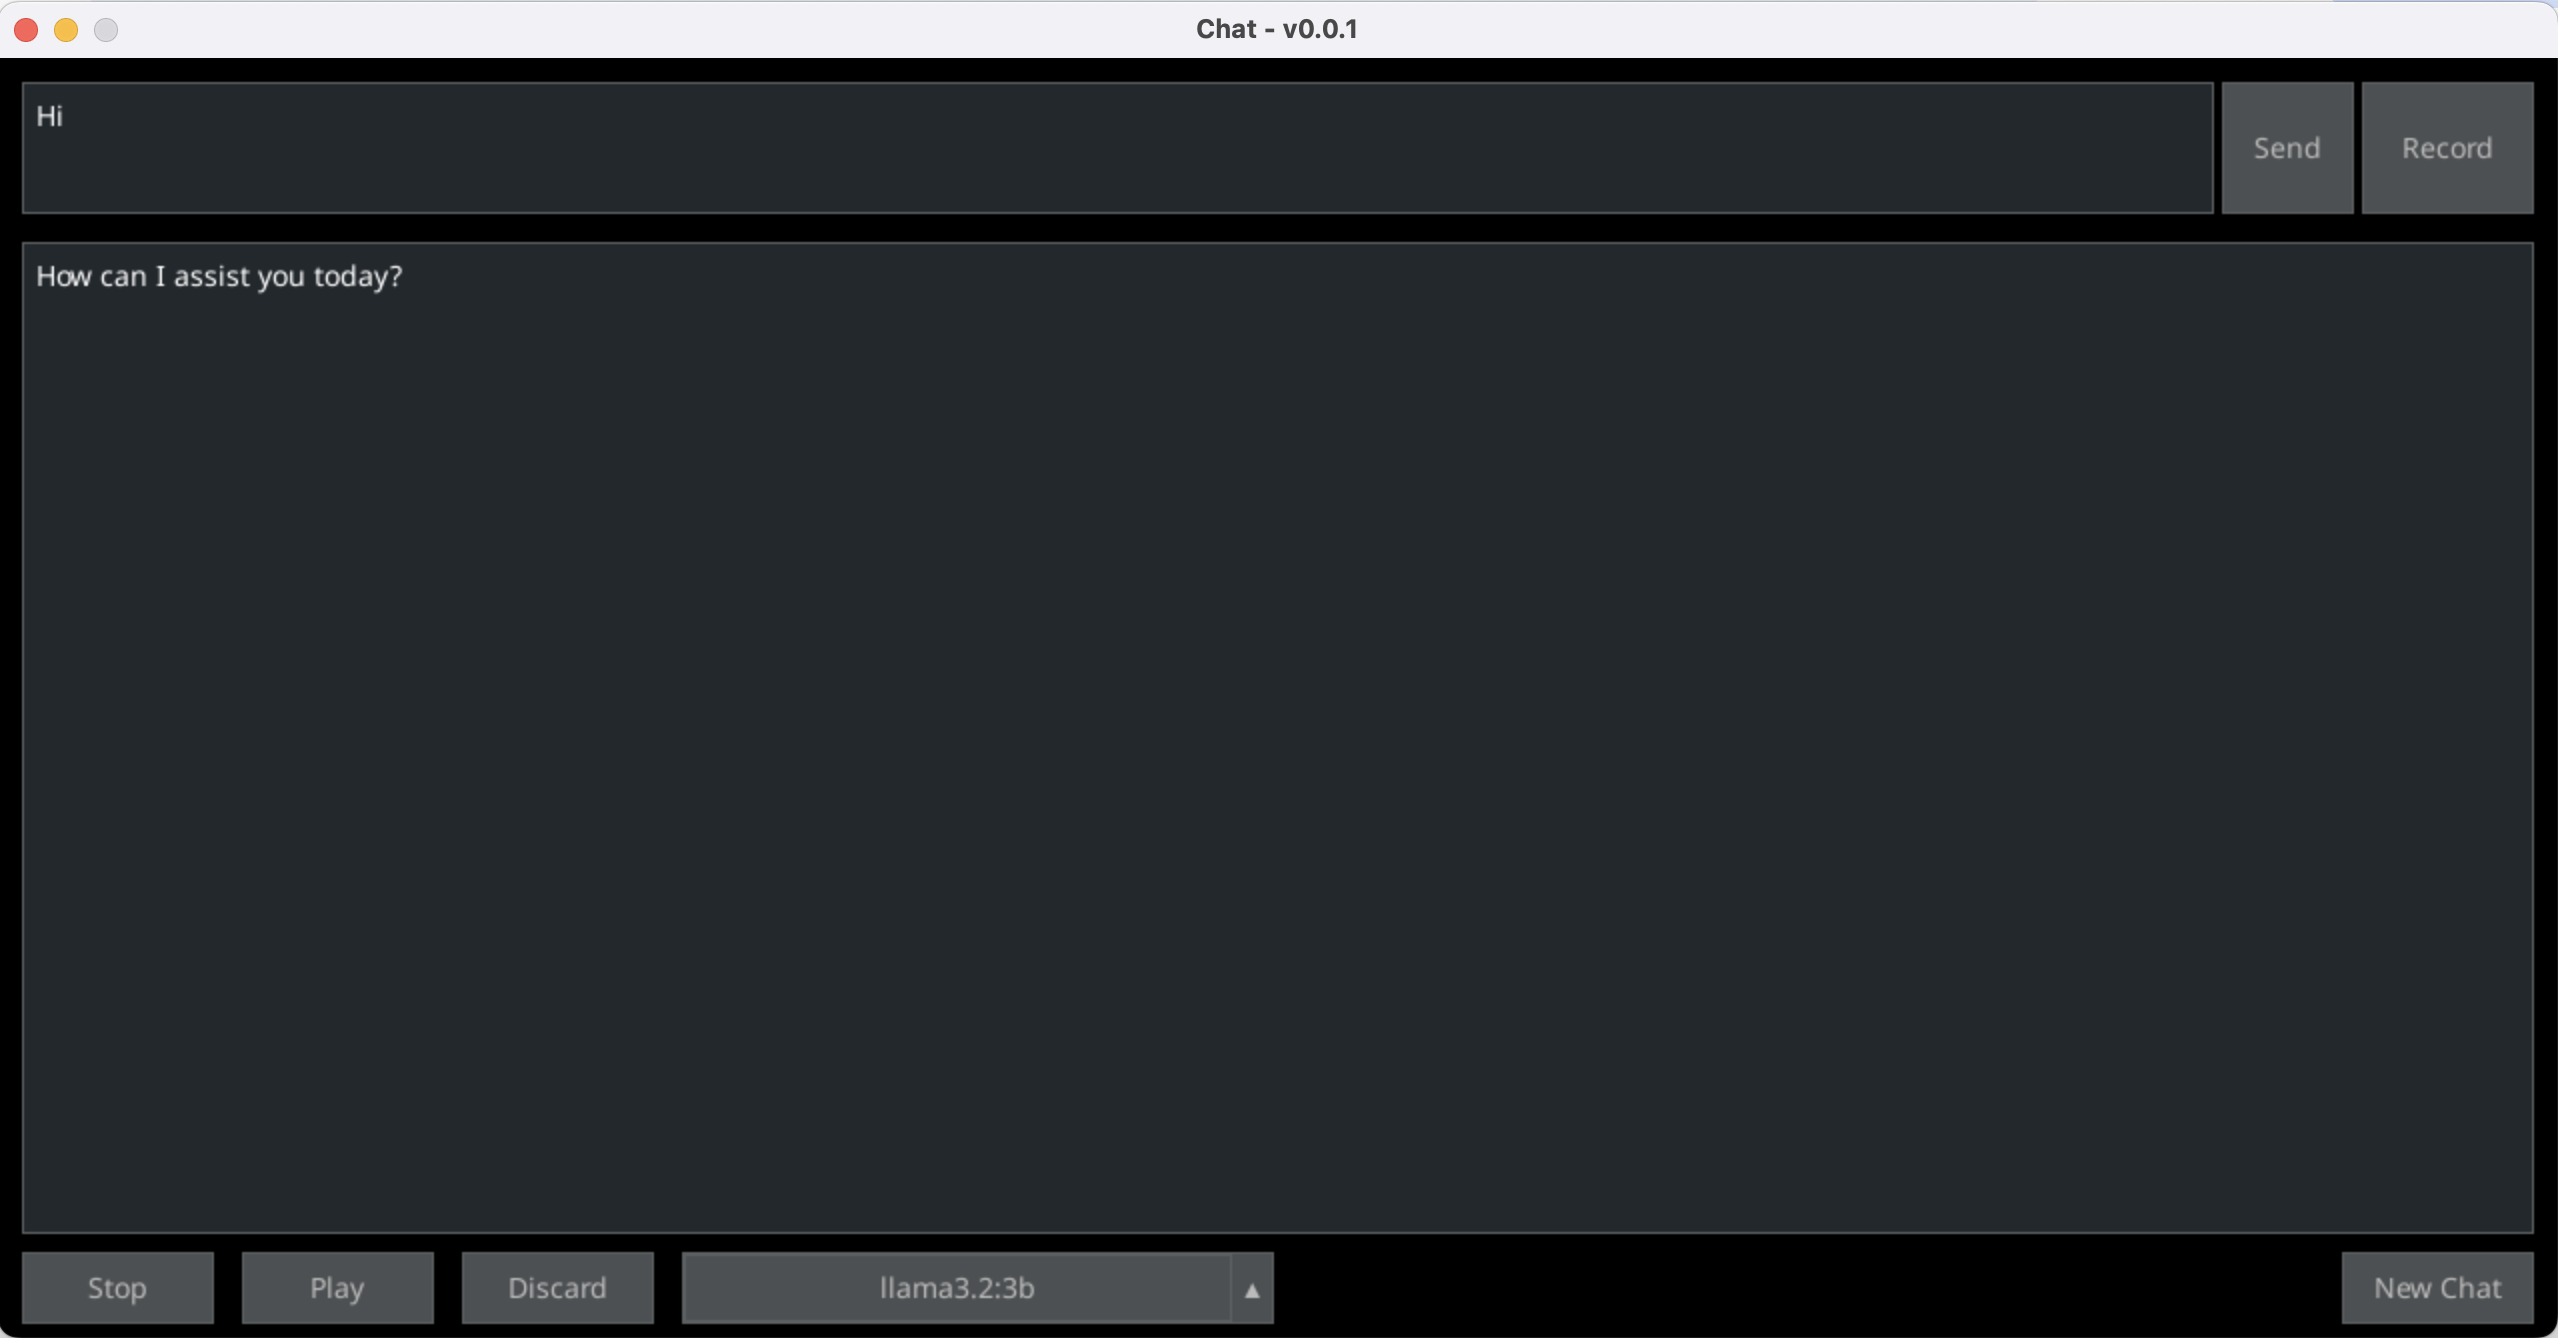 Chat - v0.0.1
Hi
Send
Record
How can I assist you today?
Stop
Play
Discard
llama3.2:3b
New Chat